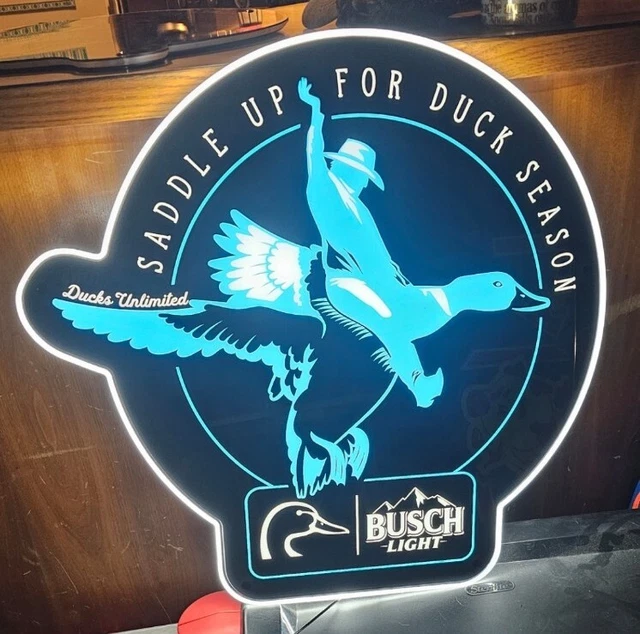 SADDLE UP FOR DUCK SEASON
Ducks Unlimited
BUSCH
LIGHT